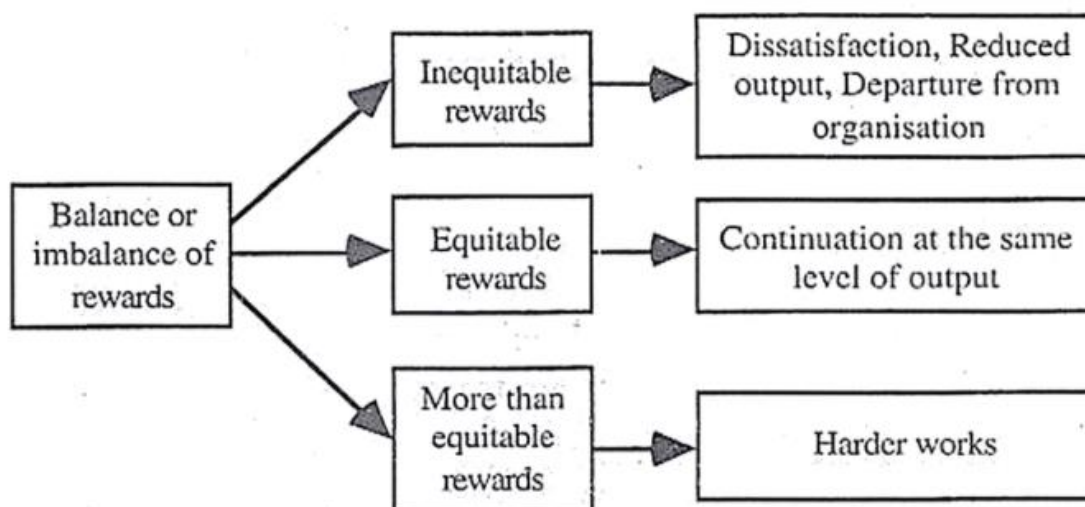 Balance or
imbalance of
rewards
Inequitable
rewards
Dissatisfaction, Reduced
output, Departure from
organisation
Equitable
rewards
Continuation at the same
level of output
More than
equitable
rewards
Harder works